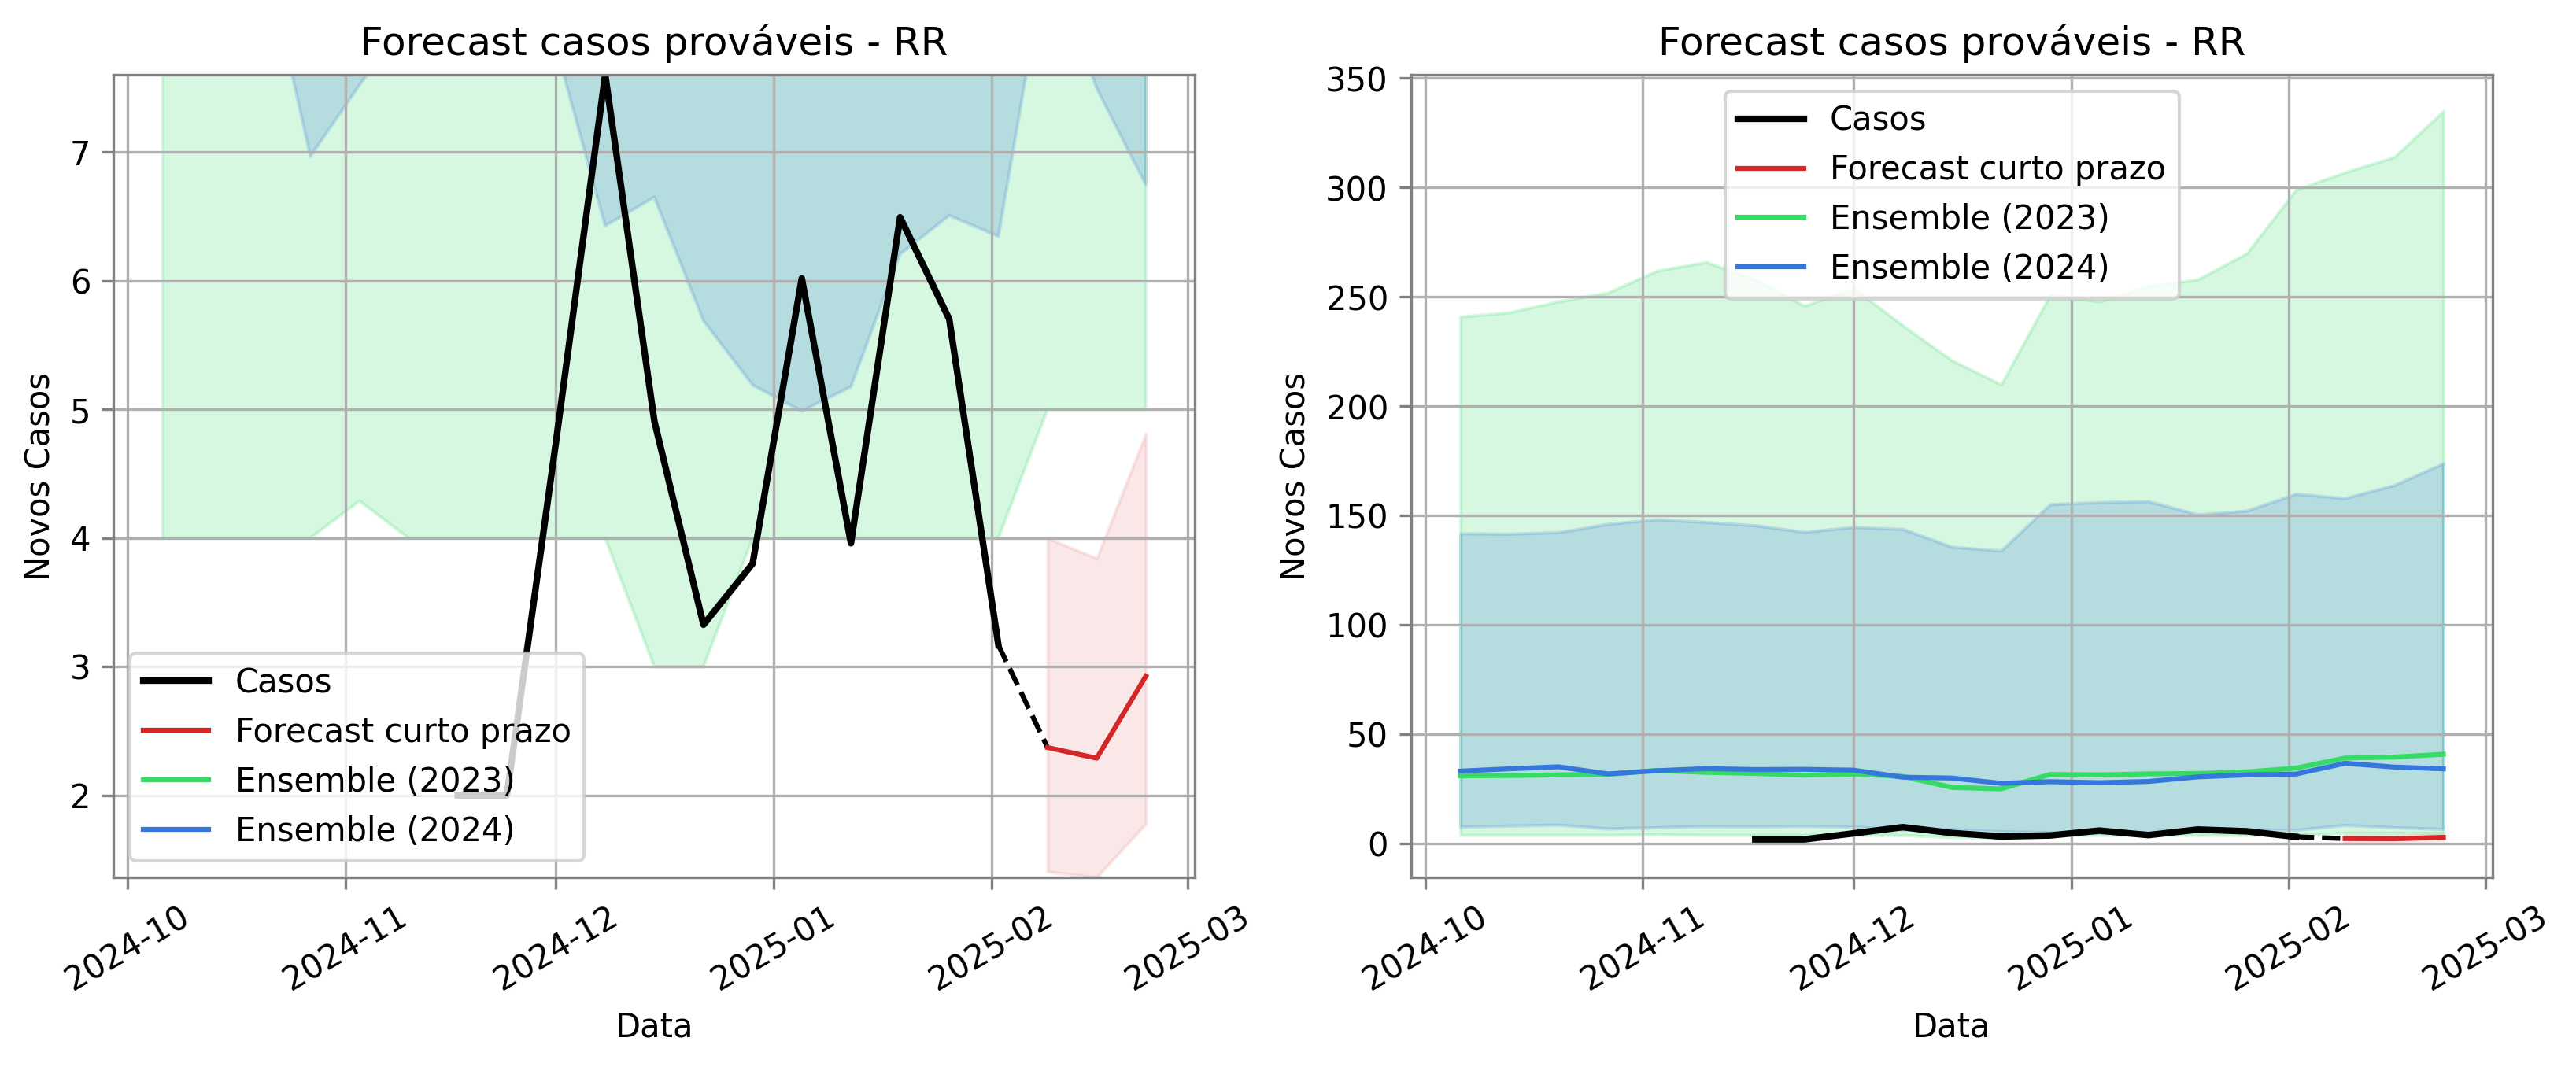 Forecast casos prováveis - RR
Novos Casos
7
6
5
4
3
2
Casos
Forecast curto prazo
Ensemble (2023)
Ensemble (2024)
2024-10
2024-11
2024-12
2025-01
2025-02
2025-03
Data
Forecast casos prováveis - RR
Novos Casos
350
300
250
200
150
100
50
0
Casos
Forecast curto prazo
Ensemble (2023)
Ensemble (2024)
2024-10
2024-11
2024-12
2025-01
2025-02
2025-03
Data